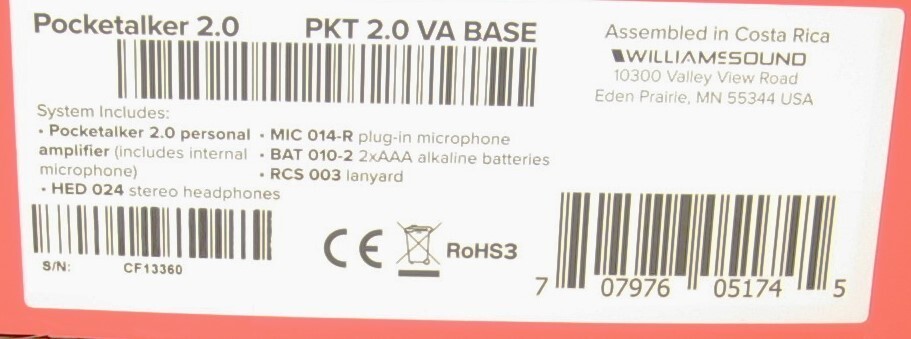 Pocketalker 2.0 PKT 2.0 VA BASE
Assembled in Costa Rica
WILLIAMSSOUND
10300 Valley View Road
Eden Prairie, MN 55344 USA
System Includes:
• Pocketalker 2.0 personal
amplifier (includes internal
microphone)
• HED 024 stereo headphones
• MIC 014-R plug-in microphone
• BAT 010-2 2xAAA alkaline batteries
• RCS 003 lanyard
S/N: CF13360
CE RoHS3
7 07976 05174 5